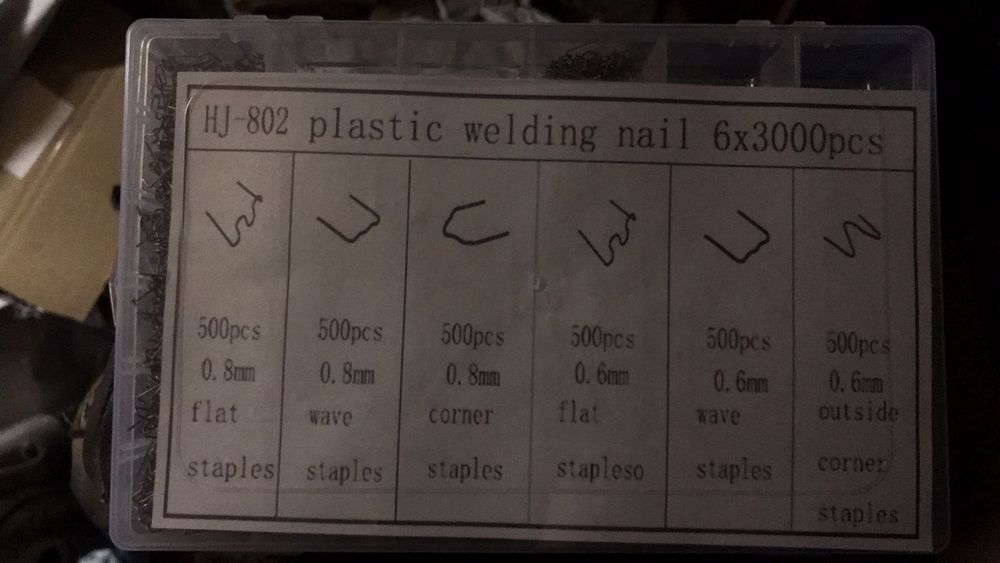 HJ-802 plastic welding nail 6x3000pcs
500pcs
0.8mm
flat
staples
500pcs
0.8mm
wave
staples
500pcs
0.8mm
corner
staples
500pcs
0.6mm
flat
stapleso
500pcs
0.6mm
wave
staples
500pcs
0.6mm
outside
corner
staples